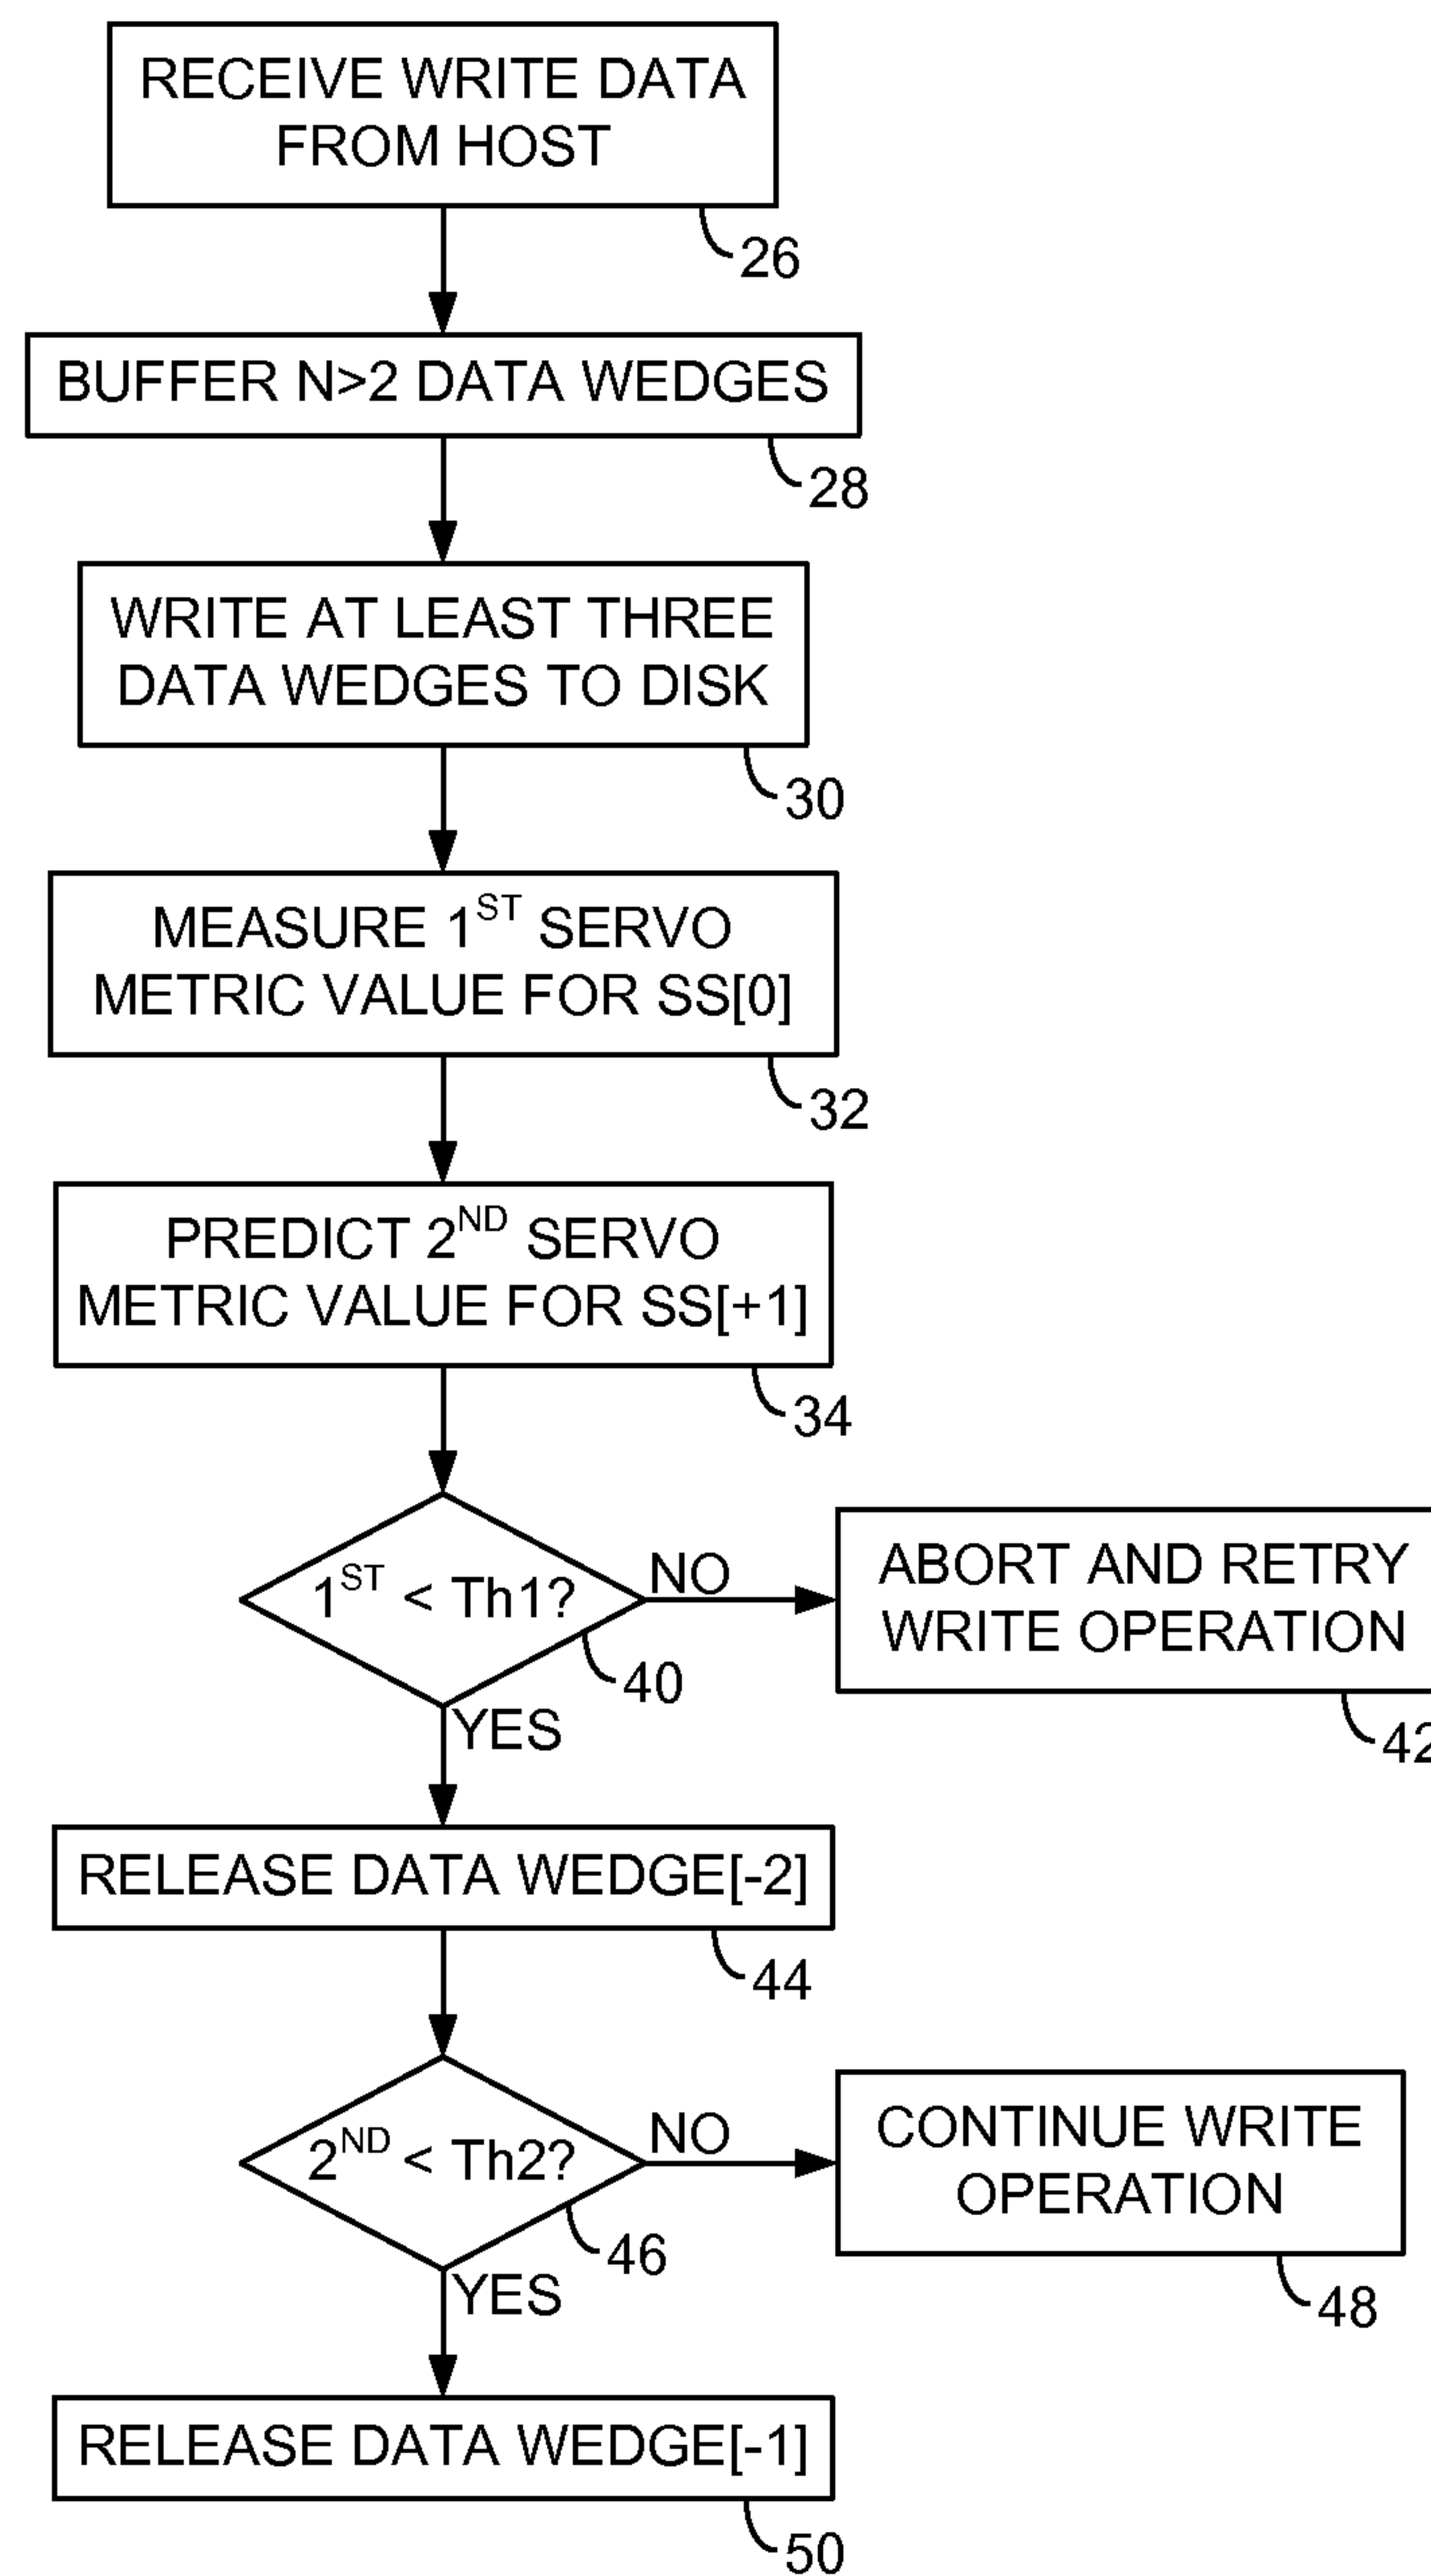 RECEIVE WRITE DATA
FROM HOST
26
BUFFER N>2 DATA WEDGES
28
WRITE AT LEAST THREE
DATA WEDGES TO DISK
30
MEASURE 1ST SERVO
METRIC VALUE FOR SS[0]
32
PREDICT 2ND SERVO
METRIC VALUE FOR SS[+1]
34
1ST < Th1?
NO
ABORT AND RETRY
WRITE OPERATION
40
42
YES
RELEASE DATA WEDGE[-2]
44
2ND < Th2?
NO
CONTINUE WRITE
OPERATION
46
48
YES
RELEASE DATA WEDGE[-1]
50